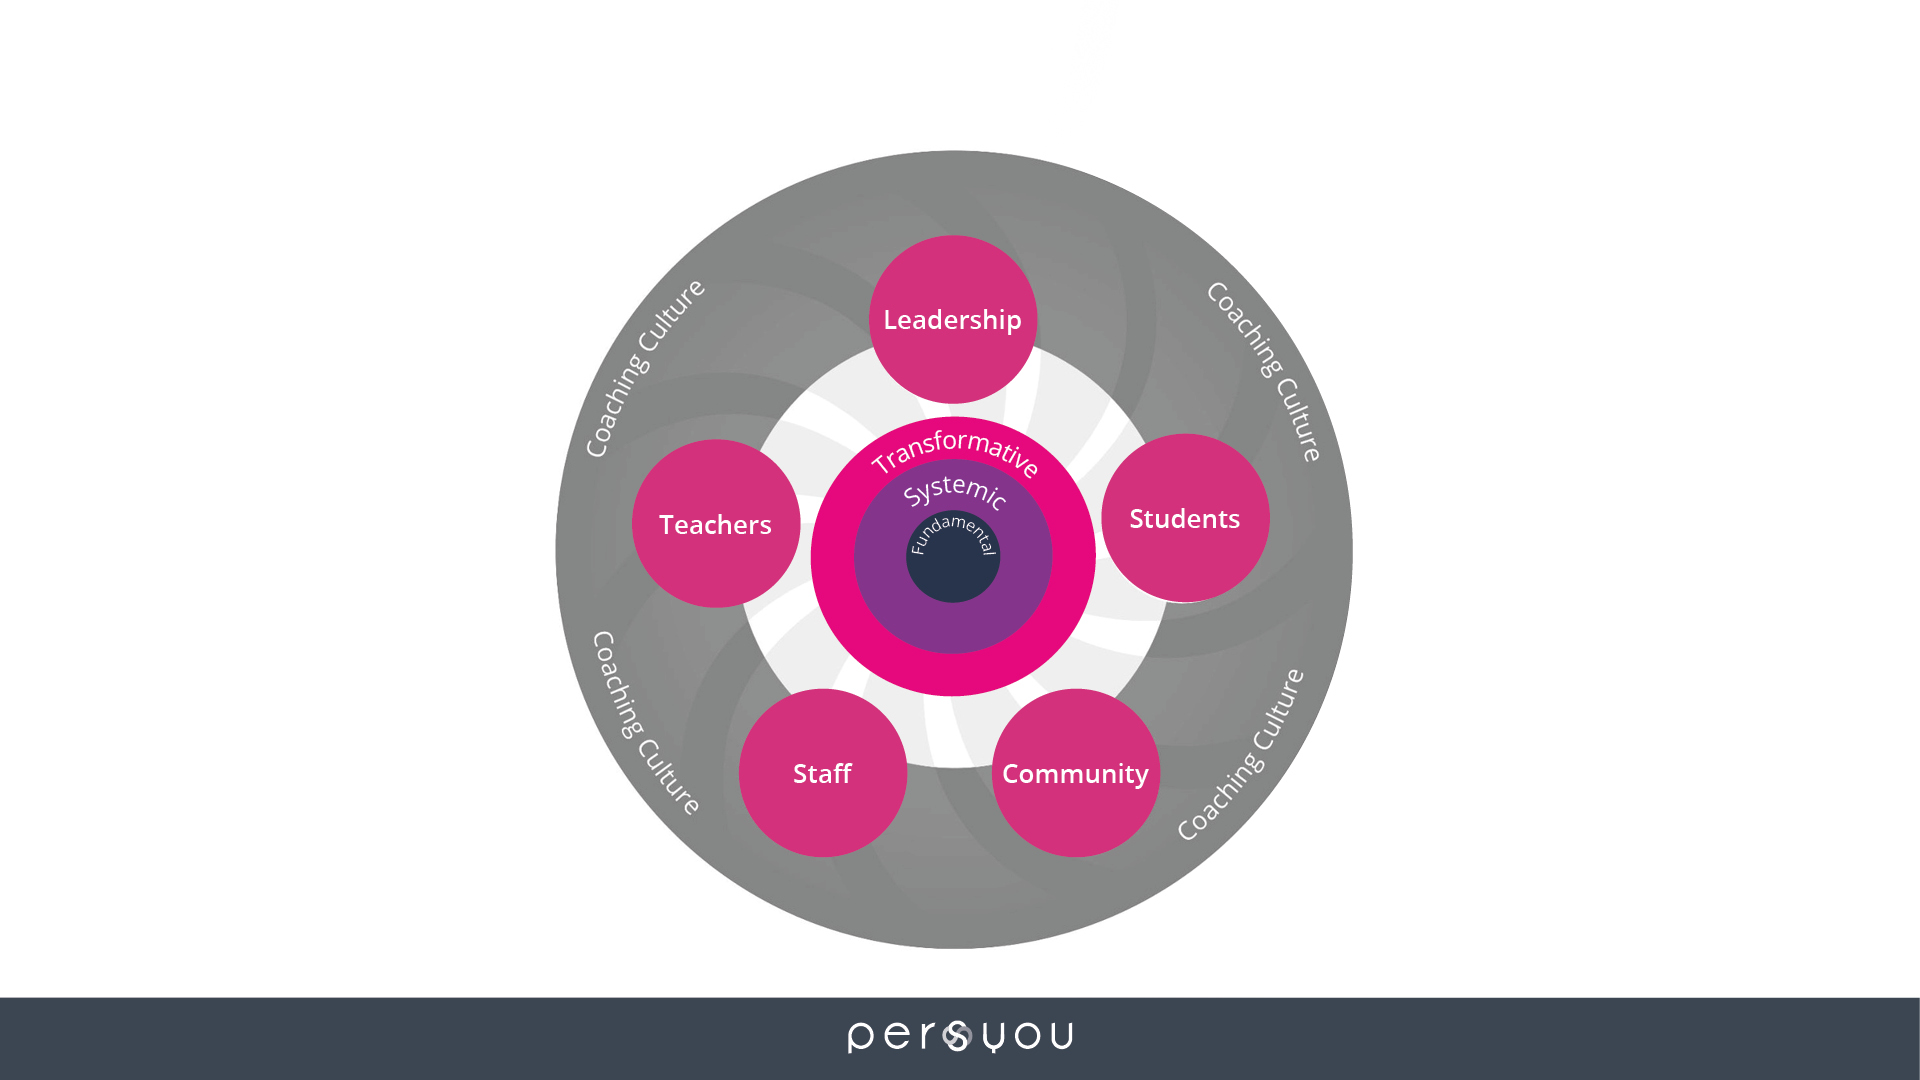 Coaching Culture
Coaching Culture
Leadership
Transformative
Systemic
Fundamental
Teachers
Students
Coaching Culture
Coaching Culture
Staff
Community
persyou